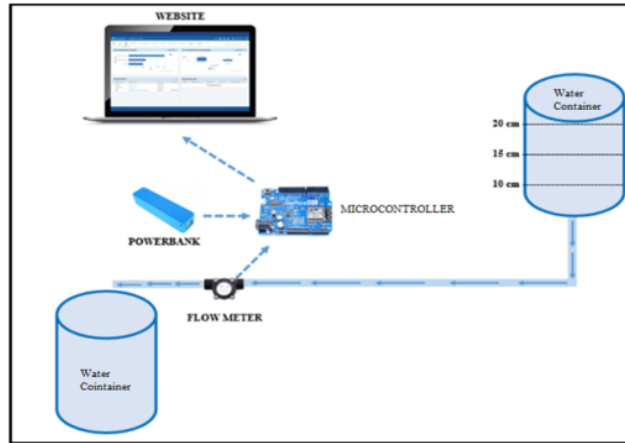 WEBSITE
Water
Container
20 cm
15 cm
10 cm
MICROCONTROLLER
POWERBANK
FLOW METER
Water
Cointainer